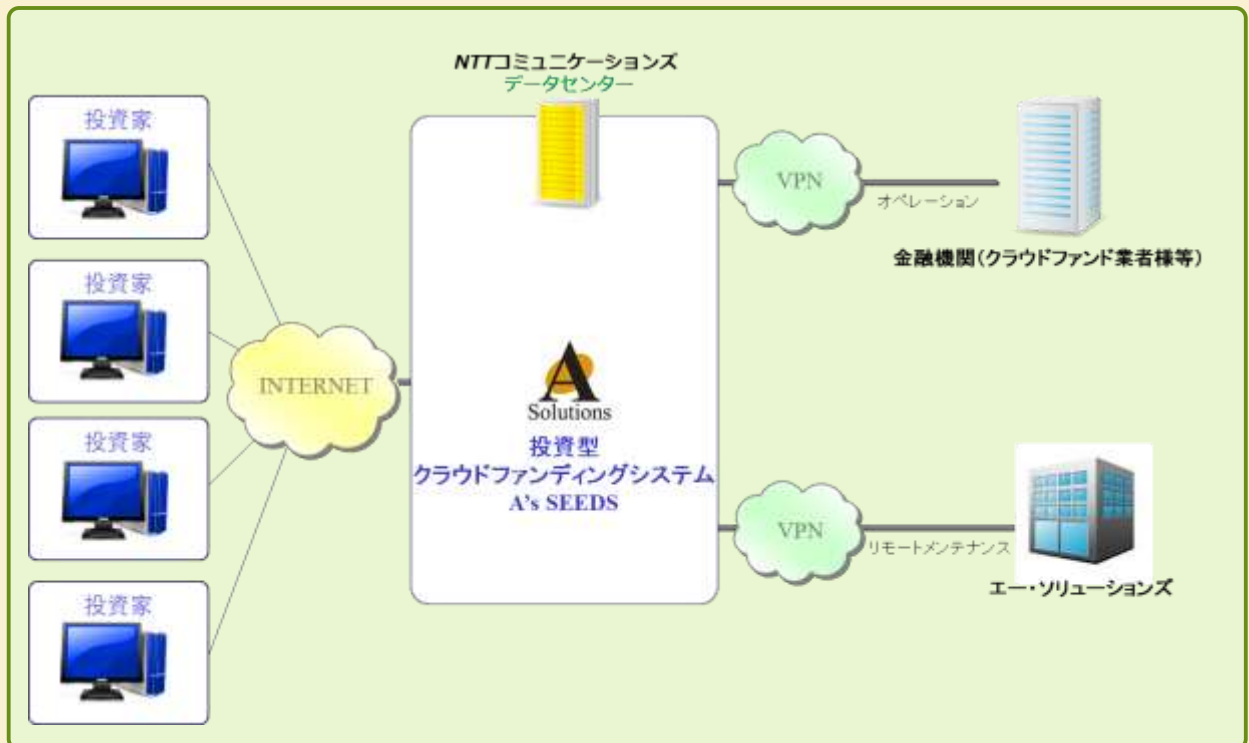 NTTコミュニケーションズ
データセンター
投資家
投資家
投資家
投資家
INTERNET
A
Solutions
投資型
クラウドファンディングシステム
A's SEEDS
VPN
オペレーション
金融機関(クラウドファンド業者様等)
VPN
リモートメンテナンス
エー・ソリューションズ